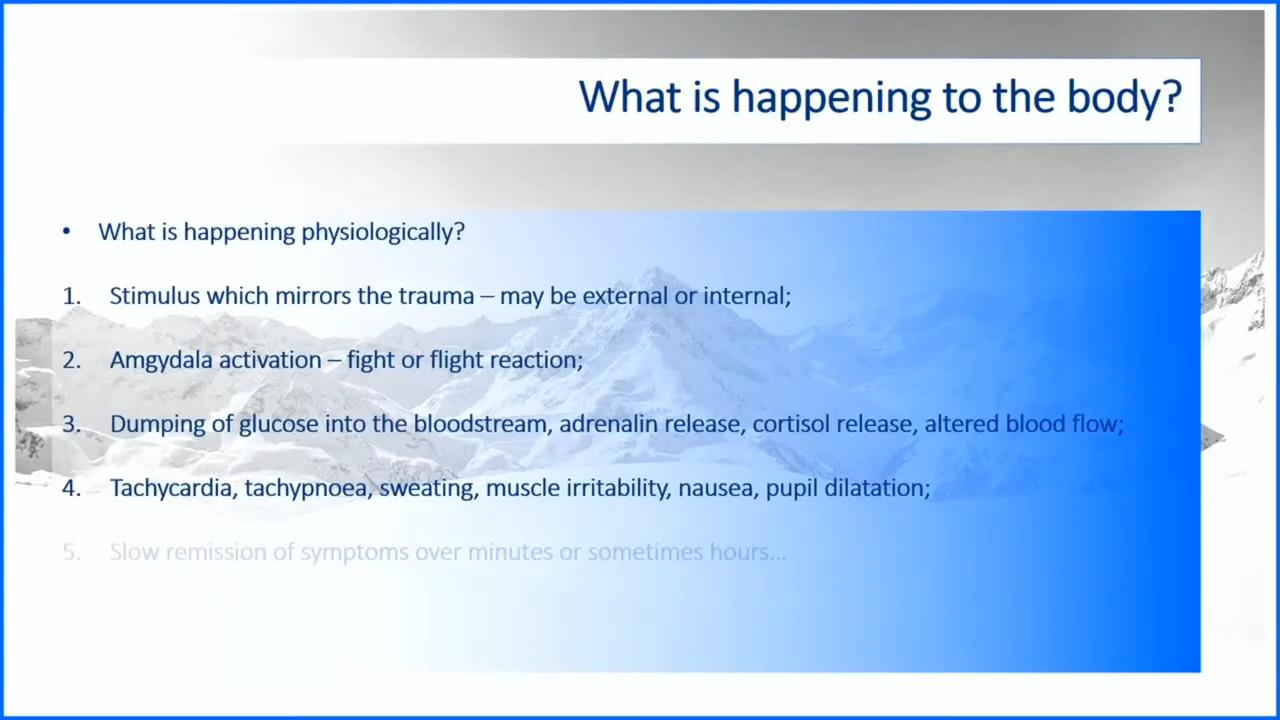 What is happening to the body?
• What is happening physiologically?
1. Stimulus which mirrors the trauma – may be external or internal;
2. Amgydala activation – fight or flight reaction;
3. Dumping of glucose into the bloodstream, adrenalin release, cortisol release, altered blood flow;
4. Tachycardia, tachypnoea, sweating, muscle irritability, nausea, pupil dilatation;
5. Slow remission of symptoms over minutes or sometimes hours...